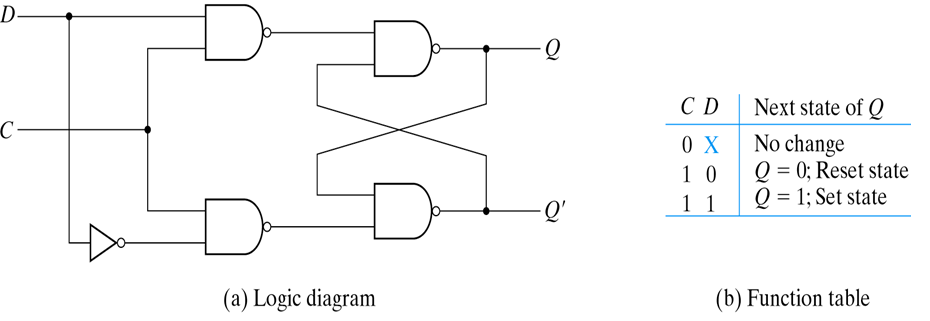 D
C
Q
Q'
(a) Logic diagram
C D Next state of Q
0 X No change
1 0 Q = 0; Reset state
1 1 Q = 1; Set state
(b) Function table